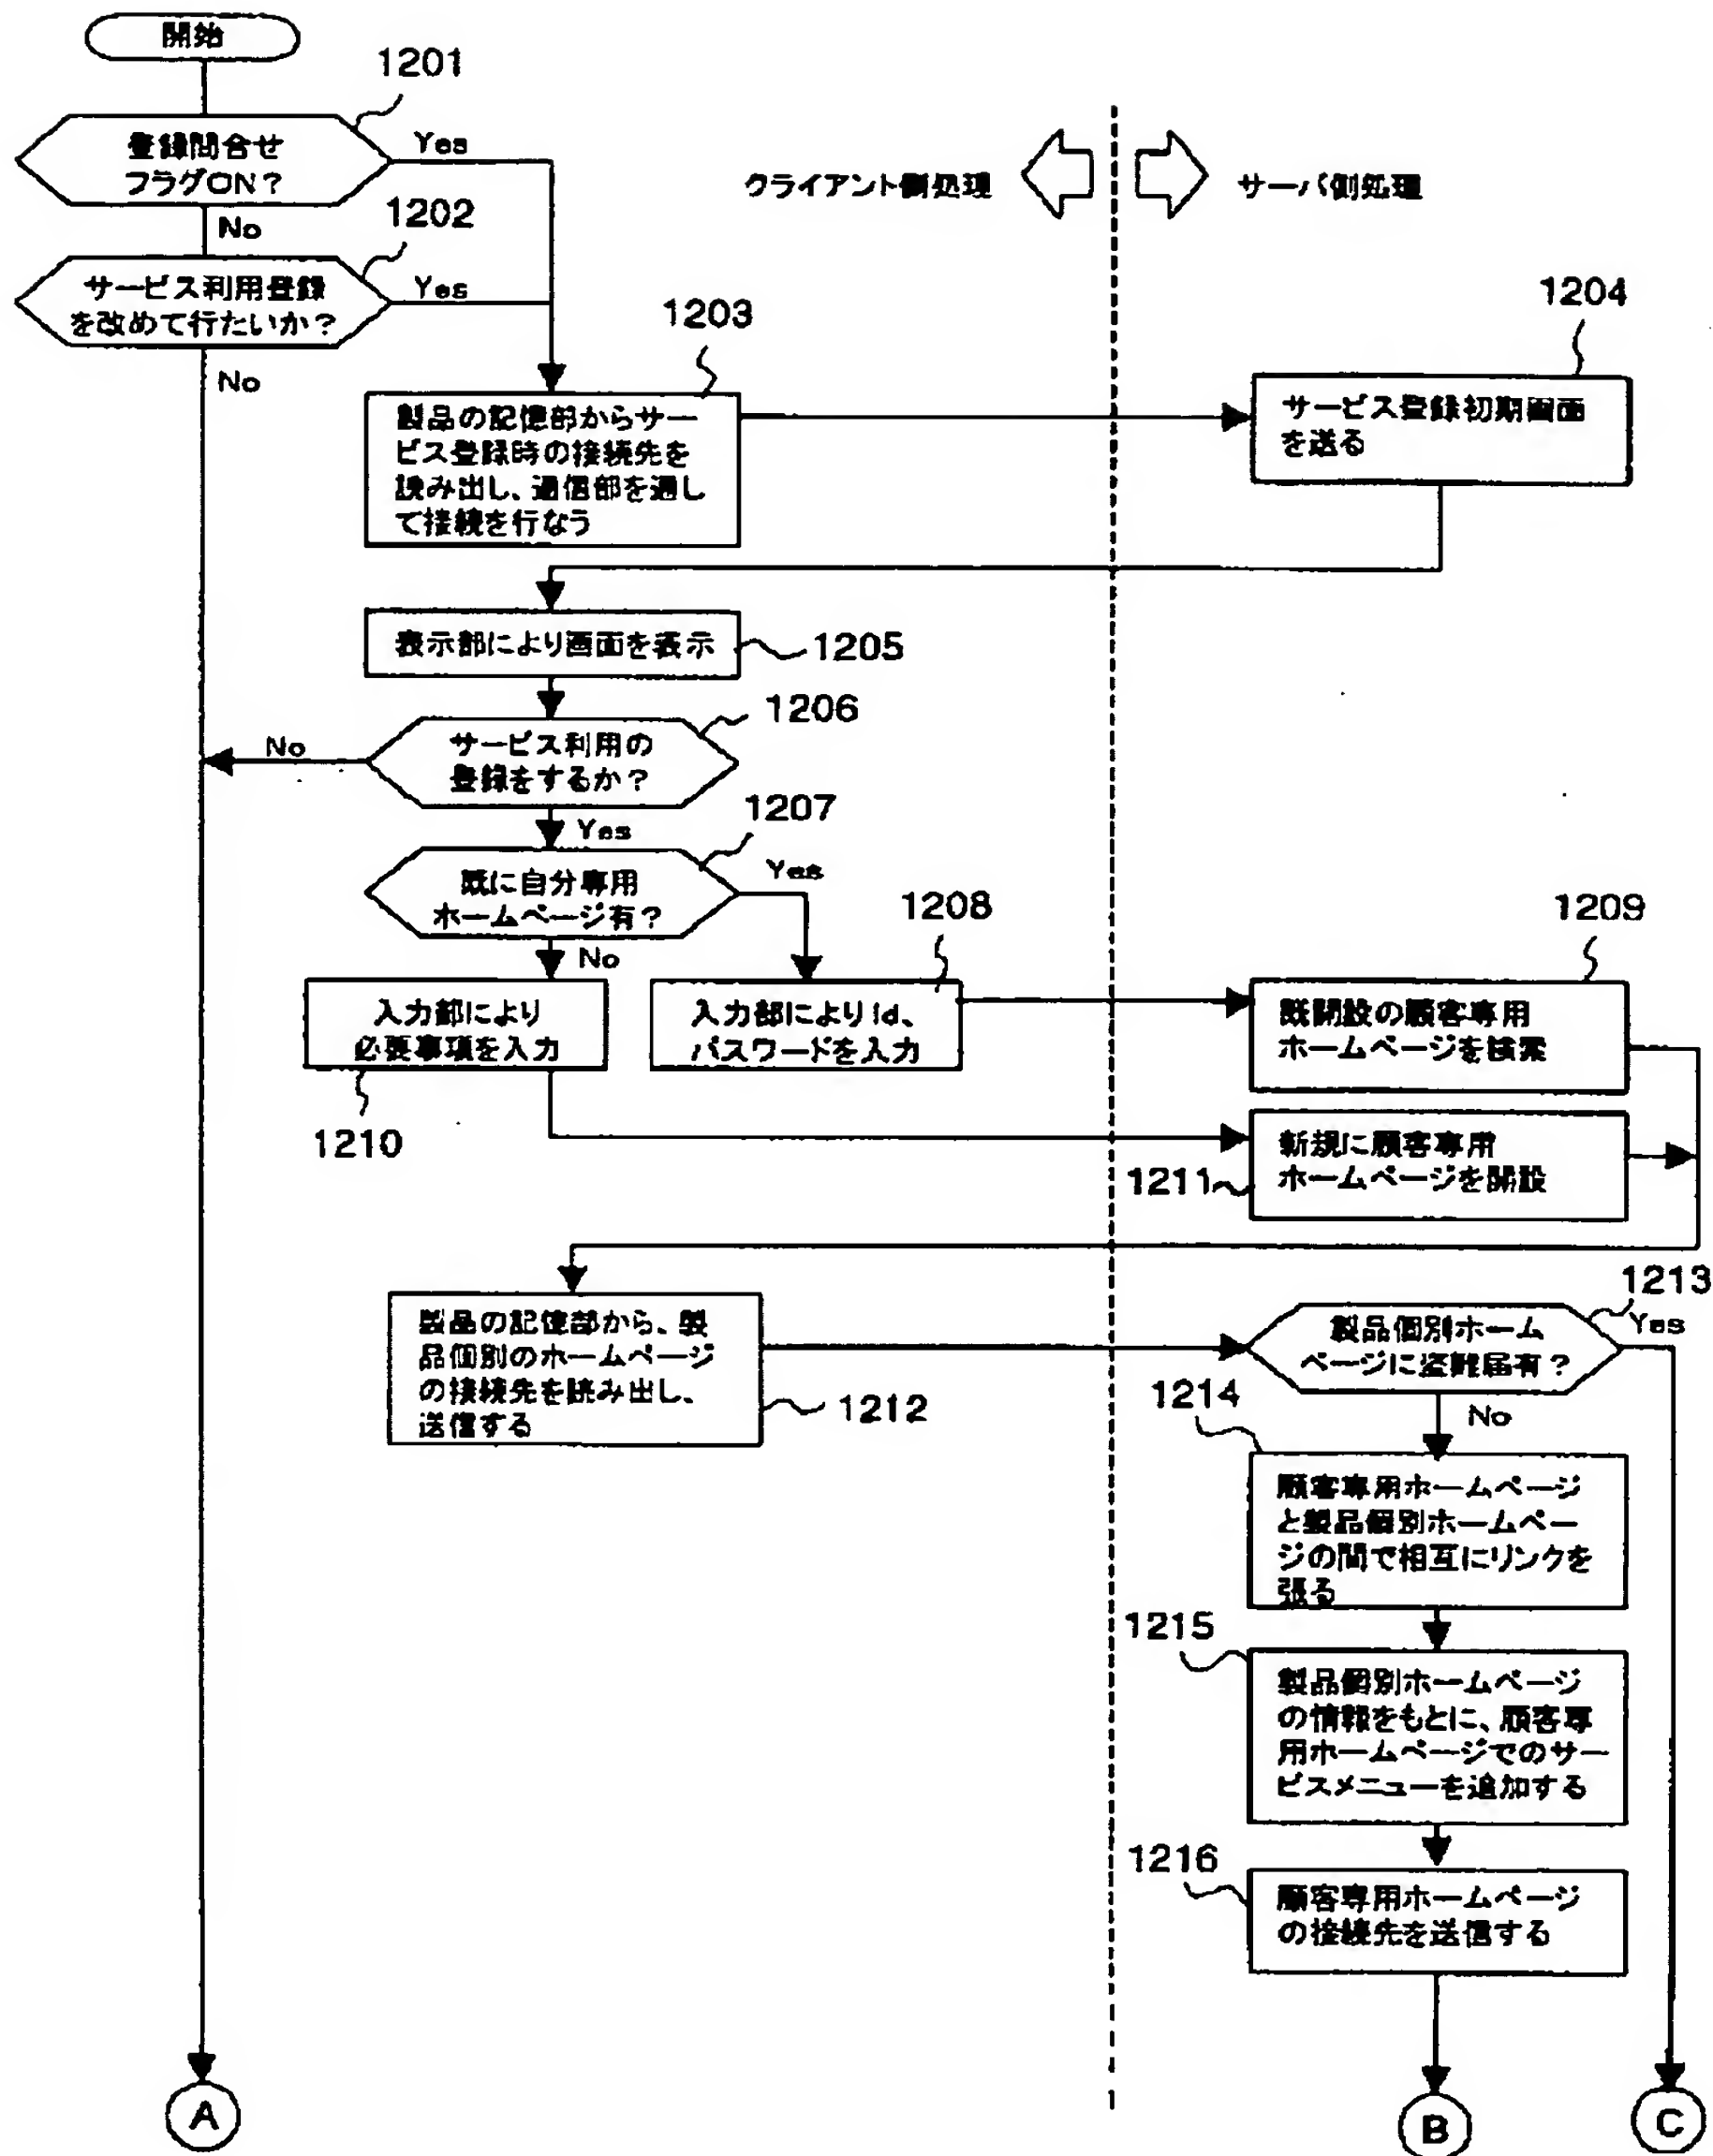 開始
1201
登録問合せ
フラグON?
Yes
No
1202
サービス利用登録
を改めて行たいか?
Yes
No
クライアント側処理
サーバ側処理
1203
製品の記憶部からサー
ビス登録時の接続先を
読み出し、通信部を通し
て接続を行なう
1204
サービス登録初期画面
を送る
表示部により画面を表示
1205
1206
サービス利用の
登録をするか?
No
Yes
1207
既に自分専用
ホームページ有?
Yes
No
1208
入力部によりid、
パスワードを入力
1209
既開設の顧客専用
ホームページを検索
入力部により
必要事項を入力
1210
新規に顧客専用
ホームページを開設
1211
製品の記憶部から、製
品個別のホームページ
の接続先を読み出し、
送信する
1212
1213
製品個別ホーム
ページに盗難届有?
Yes
No
1214
顧客専用ホームページ
と製品個別ホームペー
ジの間で相互にリンクを
張る
1215
製品個別ホームページ
の情報をもとに、顧客専
用ホームページでのサー
ビスメニューを追加する
1216
顧客専用ホームページ
の接続先を送信する
A
B
C